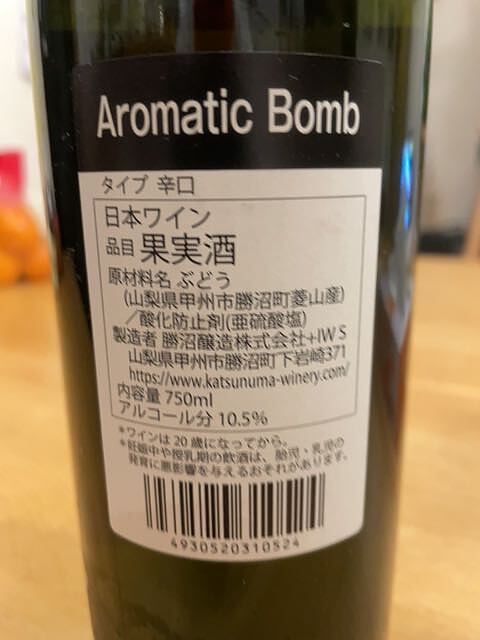 Aromatic Bomb
タイプ 辛口
日本ワイン
品目 果実酒
原材料名 ぶどう
(山梨県甲州市勝沼町菱山産)
/酸化防止剤(亜硫酸塩)
製造者 勝沼醸造株式会社+IW S
山梨県甲州市勝沼町下岩崎371
https://www.katsunuma-winery.com/
内容量 750ml
アルコール分 10.5%
*ワインは 20 歳になってから。
*妊娠中や授乳期の飲酒は、胎児・乳児の
発育に悪影響を与えるおそれがあります。
4930520310524